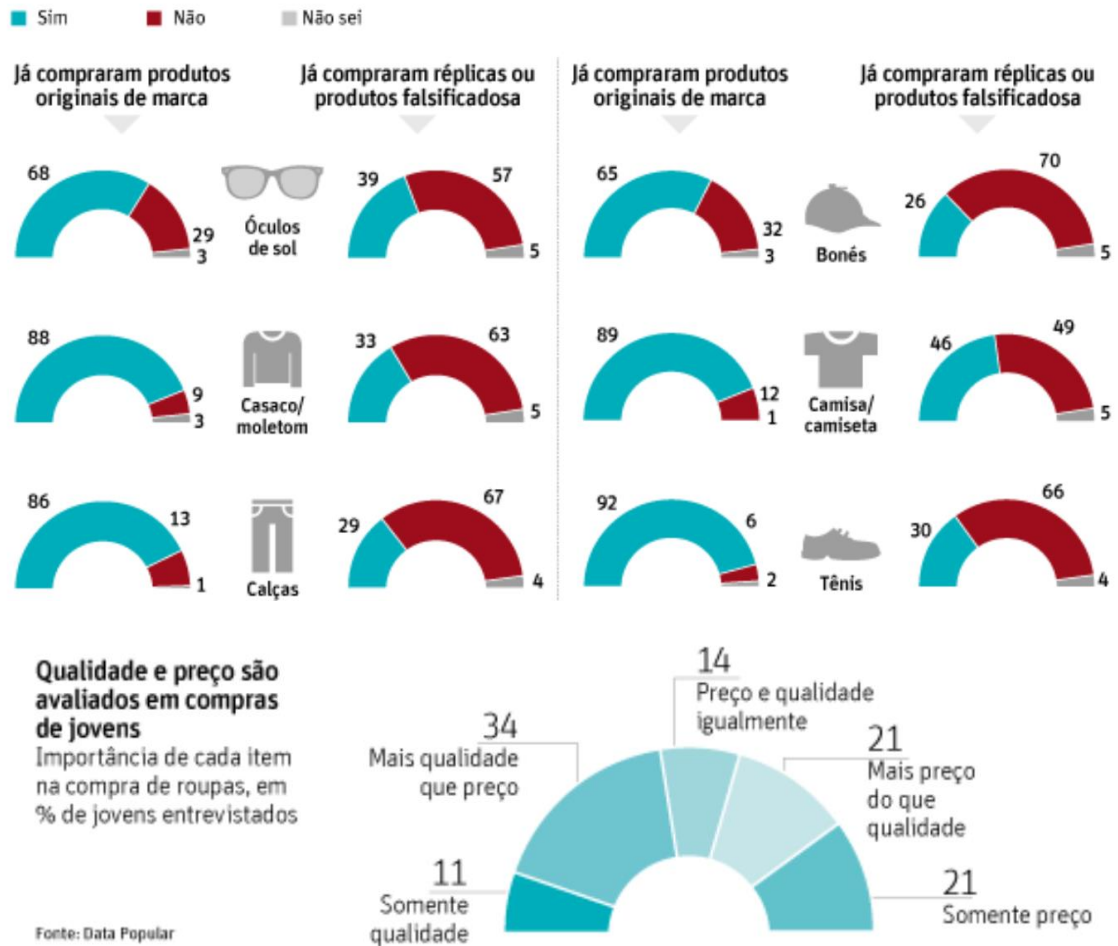 Sim
Não
Não sei
Já compraram produtos
originais de marca
Já compraram réplicas ou
produtos falsificadosa
Já compraram produtos
originais de marca
Já compraram réplicas ou
produtos falsificadosa
68
29
3
Óculos
de sol
39
57
5
65
32
3
Bonés
26
70
5
88
9
3
Casaco/
moletom
33
63
5
89
12
1
Camisa/
camiseta
46
49
5
86
13
1
Calças
29
67
4
92
6
2
Tênis
30
66
4
Qualidade e preço são
avaliados em compras
de jovens
Importância de cada item
na compra de roupas, em
% de jovens entrevistados
11
Somente
qualidade
34
Mais qualidade
que preço
14
Preço e qualidade
igualmente
21
Mais preço
do que
qualidade
21
Somente preço
Fonte: Data Popular